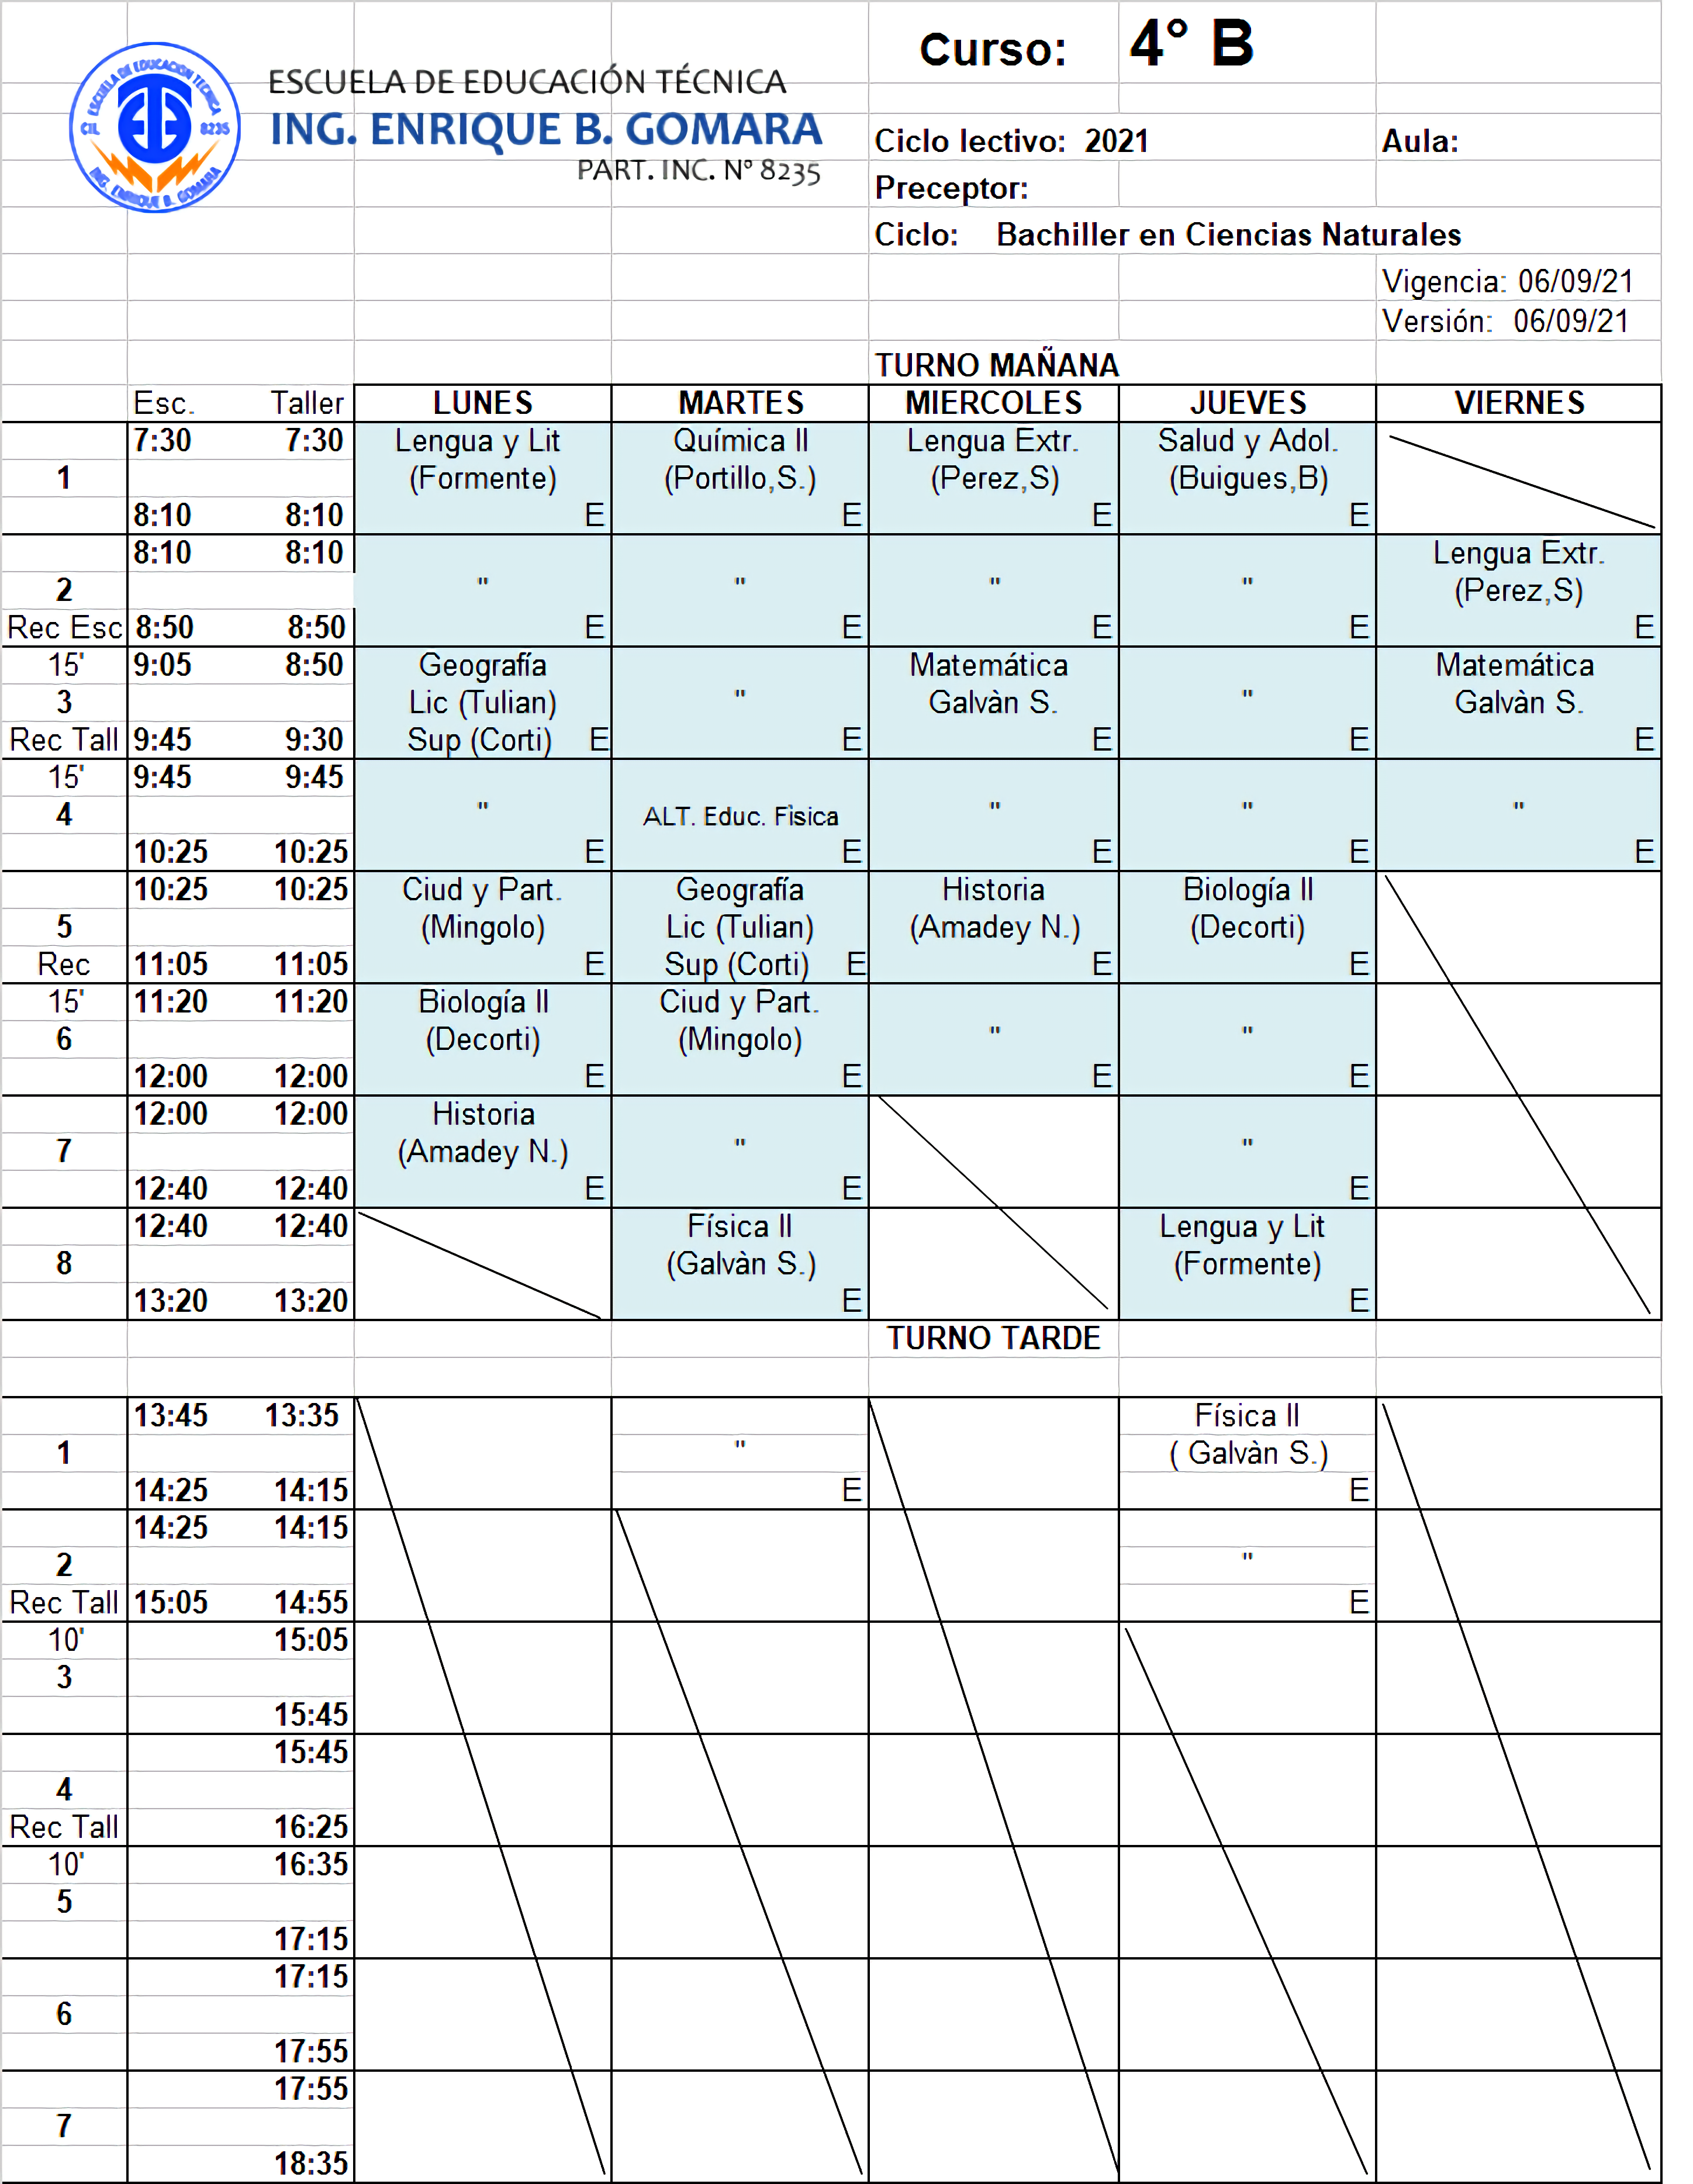 Curso: 4° B
ESCUELA DE EDUCACION TECNICA
CIL 8235
ING. ENRIQUE B. GOMARA
ESCUELA DE EDUCACIÓN TÉCNICA
ING. ENRIQUE B. GOMARA
PART. INC. Nº 8235
Ciclo lectivo: 2021 Aula:
Preceptor:
Ciclo: Bachiller en Ciencias Naturales
Vigencia: 06/09/21
Versión: 06/09/21
TURNO MAÑANA
Esc. Taller LUNES MARTES MIERCOLES JUEVES VIERNES
7:30 7:30 Lengua y Lit Química II Lengua Extr. Salud y Adol.
1 (Formente) (Portillo,S.) (Perez,S) (Buigues,B)
8:10 8:10 E E E E
8:10 8:10 Lengua Extr.
2 " " " " (Perez,S)
Rec Esc 8:50 8:50 E E E E E
15' 9:05 8:50 Geografía Matemática Matemática
3 Lic (Tulian) " Galvàn S. " Galvàn S.
Rec Tall 9:45 9:30 Sup (Corti) E E E E E
15' 9:45 9:45
4 " ALT. Educ. Fìsica " " "
10:25 10:25 E E E E E
10:25 10:25 Ciud y Part. Geografía Historia Biología II
5 (Mingolo) Lic (Tulian) (Amadey N.) (Decorti)
Rec 11:05 11:05 E Sup (Corti) E E E
15' 11:20 11:20 Biología II Ciud y Part.
6 (Decorti) (Mingolo) " "
12:00 12:00 E E E E
12:00 12:00 Historia
7 (Amadey N.) " "
12:40 12:40 E E E
12:40 12:40 Física II Lengua y Lit
8 (Galvàn S.) (Formente)
13:20 13:20 E E
TURNO TARDE
13:45 13:35 Física II
1 " ( Galvàn S.)
14:25 14:15 E E
14:25 14:15
2 "
Rec Tall 15:05 14:55 E
10' 15:05
3
15:45
15:45
4
Rec Tall 16:25
10' 16:35
5
17:15
17:15
6
17:55
17:55
7
18:35